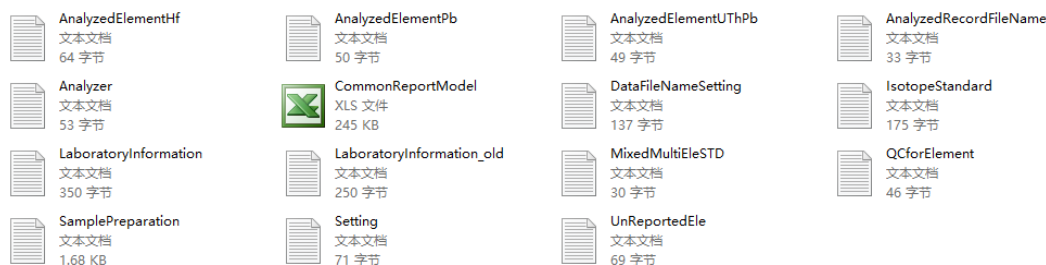 AnalyzedElementHf
文本文档
64 字节
AnalyzedElementPb
文本文档
50 字节
AnalyzedElementUThPb
文本文档
49 字节
AnalyzedRecordFileName
文本文档
33 字节
Analyzer
文本文档
53 字节
CommonReportModel
XLS 文件
245 KB
DataFileNameSetting
文本文档
137 字节
IsotopeStandard
文本文档
175 字节
LaboratoryInformation
文本文档
350 字节
LaboratoryInformation_old
文本文档
250 字节
MixedMultiEleSTD
文本文档
30 字节
QCforElement
文本文档
46 字节
SamplePreparation
文本文档
1.68 KB
Setting
文本文档
71 字节
UnReportedEle
文本文档
69 字节